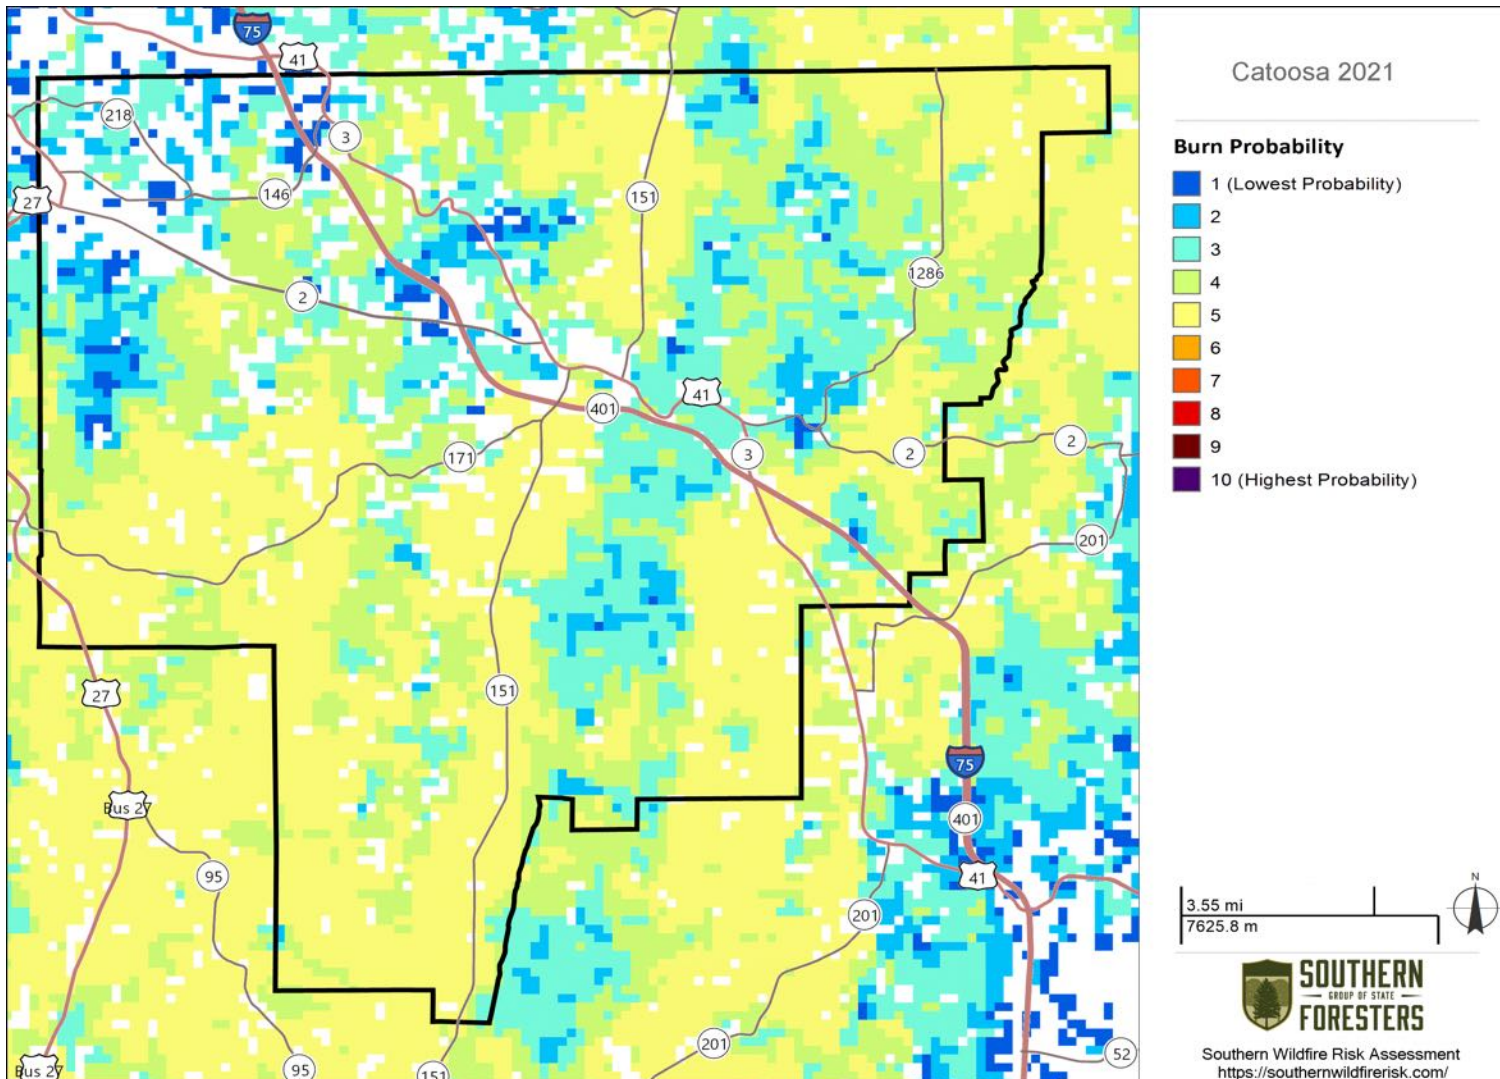 75
41
218
3
146
27
2
151
1286
41
401
171
3
2
2
201
27
151
75
Bus 27
401
95
41
201
201
52
Bus 27
95
151
Catoosa 2021
Burn Probability
1 (Lowest Probability)
2
3
4
5
6
7
8
9
10 (Highest Probability)
N
3.55 mi
7625.8 m
SOUTHERN
GROUP OF STATE
FORESTERS
Southern Wildfire Risk Assessment
https://southernwildfirerisk.com/